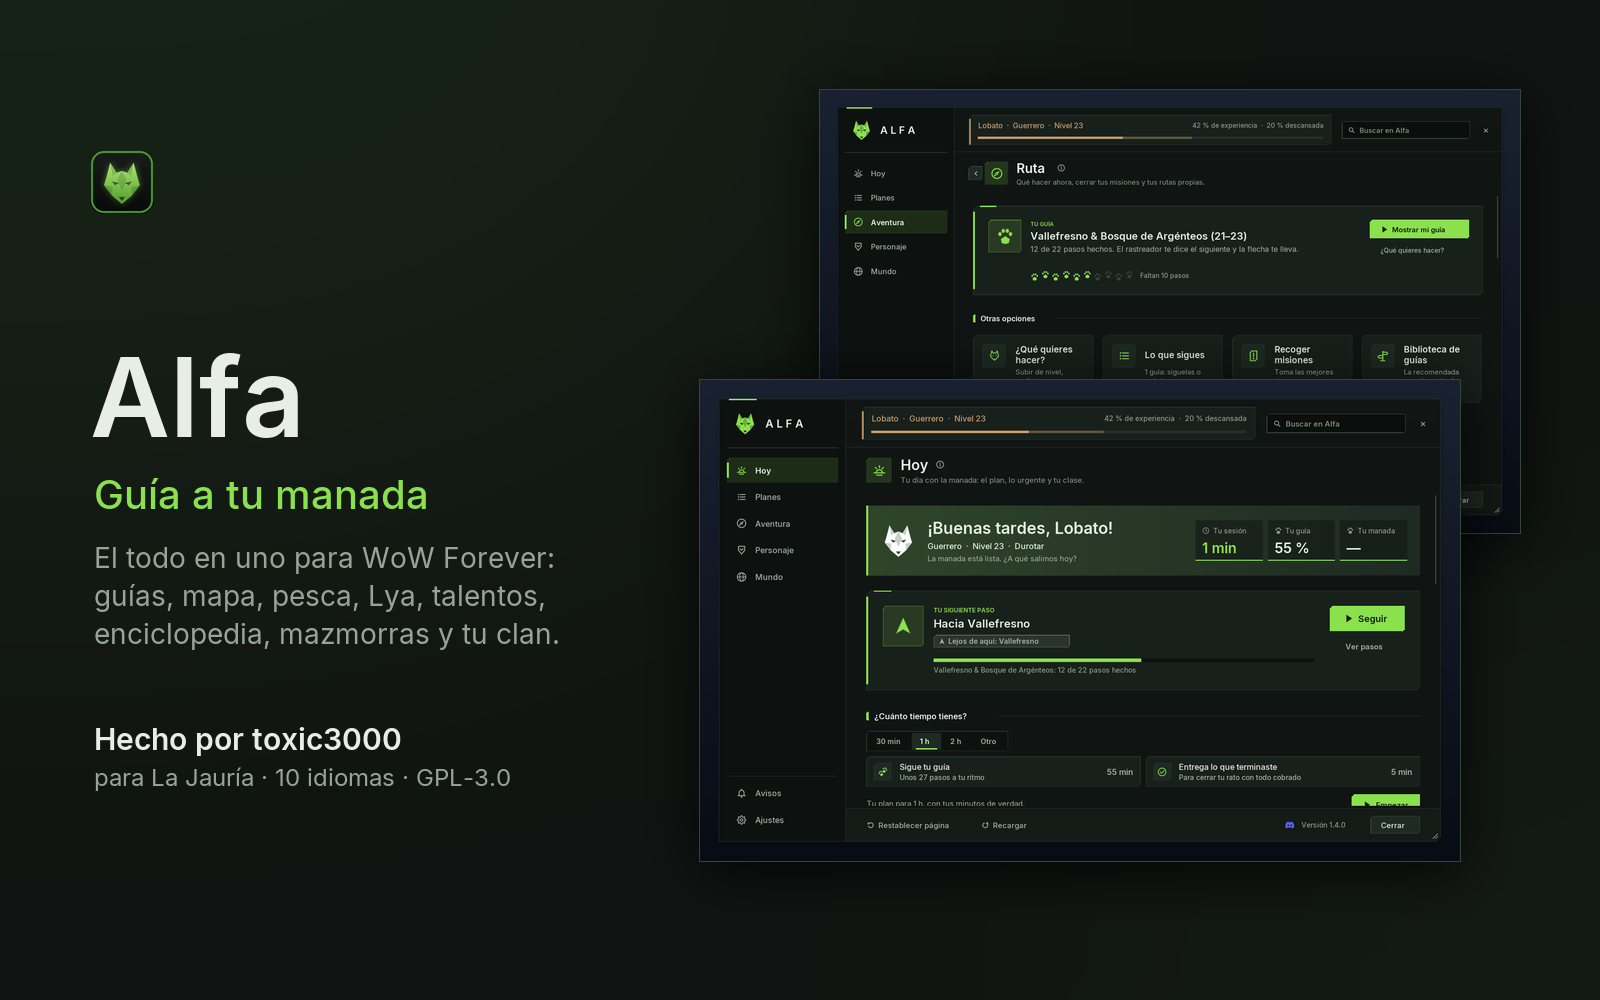 Alfa
Guía a tu manada
El todo en uno para WoW Forever:
guías, mapa, pesca, Lya, talentos,
enciclopedia, mazmorras y tu clan.
Hecho por toxic3000
para La Jauría · 10 idiomas · GPL-3.0
ALFA
Lobato · Guerrero · Nivel 23
42 % de experiencia · 20 % descansada
Buscar en Alfa
Hoy
Planes
Aventura
Personaje
Mundo
Ruta
Qué hacer ahora, cerrar tus misiones y tus rutas propias.
TU GUÍA
Vallefresno & Bosque de Argénteos (21–23)
12 de 22 pasos hechos. El rastreador te dice el siguiente y la flecha te lleva.
Faltan 10 pasos
Mostrar mi guía
¿Qué quieres hacer?
Otras opciones
¿Qué quieres
hacer?
Subir de nivel,
Lo que sigues
1 guía: síguelas o
Recoger
misiones
Toma las mejores
Biblioteca de
guías
La recomendada
rar
ALFA
Lobato · Guerrero · Nivel 23
42 % de experiencia · 20 % descansada
Buscar en Alfa
Hoy
Planes
Aventura
Personaje
Mundo
Avisos
Ajustes
Hoy
Tu día con la manada: el plan, lo urgente y tu clase.
¡Buenas tardes, Lobato!
Guerrero · Nivel 23 · Durotar
La manada está lista. ¿A qué salimos hoy?
Tu sesión
1 min
Tu guía
55 %
Tu manada
—
TU SIGUIENTE PASO
Hacia Vallefresno
Lejos de aquí: Vallefresno
Vallefresno & Bosque de Argénteos: 12 de 22 pasos hechos
Seguir
Ver pasos
¿Cuánto tiempo tienes?
30 min
1 h
2 h
Otro
Sigue tu guía
Unos 27 pasos a tu ritmo
55 min
Entrega lo que terminaste
Para cerrar tu rato con todo cobrado
5 min
Tu plan para 1 h, con tus minutos de verdad.
Empezar
Restablecer página
Recargar
Versión 1.4.0
Cerrar